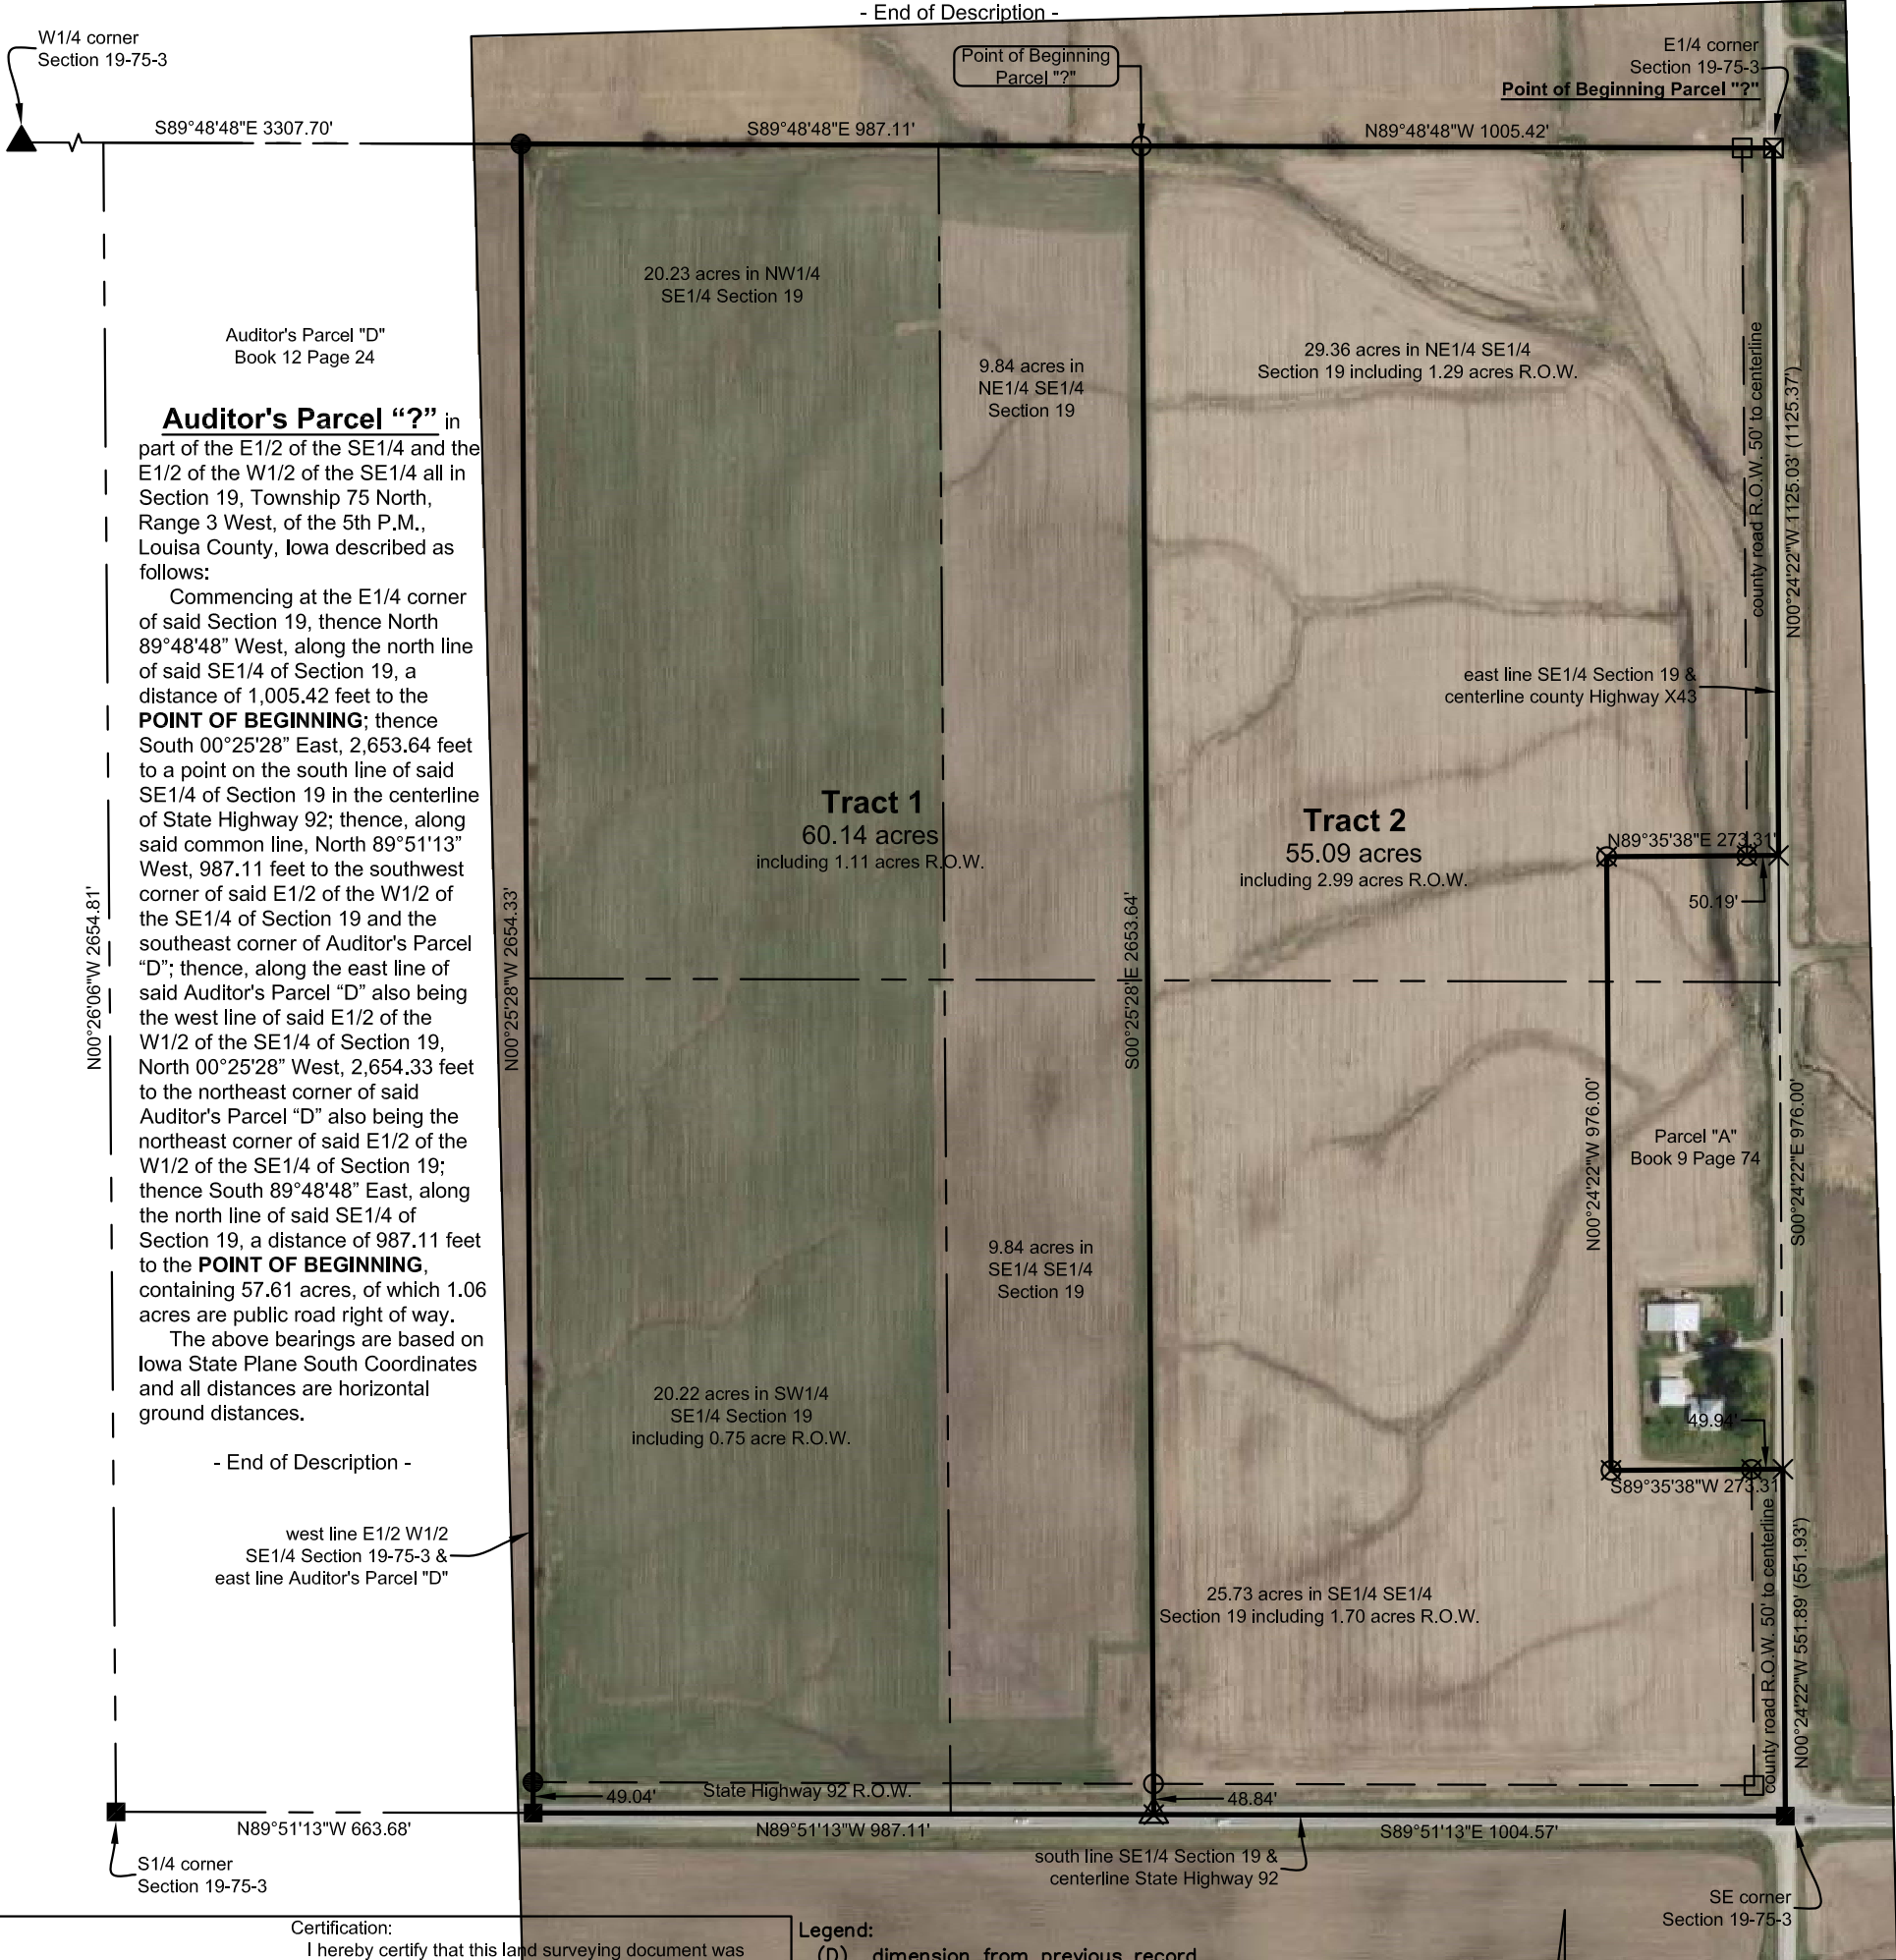 - End of Description -
W1/4 corner
Section 19-75-3
Point of Beginning
Parcel "?"
E1/4 corner
Section 19-75-3
Point of Beginning Parcel "?"
S89°48'48"E 3307.70'
S89°48'48"E 987.11'
N89°48'48"W 1005.42'
20.23 acres in NW1/4
SE1/4 Section 19
Auditor's Parcel "D"
Book 12 Page 24
9.84 acres in
NE1/4 SE1/4
Section 19
29.36 acres in NE1/4 SE1/4
Section 19 including 1.29 acres R.O.W.
county road R.O.W. 50' to centerline
N00°24'22"W 1125.03' (1125.37')
Auditor's Parcel “?” in
part of the E1/2 of the SE1/4 and the
E1/2 of the W1/2 of the SE1/4 all in
Section 19, Township 75 North,
Range 3 West, of the 5th P.M.,
Louisa County, Iowa described as
follows:
Commencing at the E1/4 corner
of said Section 19, thence North
89°48'48” West, along the north line
of said SE1/4 of Section 19, a
distance of 1,005.42 feet to the
POINT OF BEGINNING; thence
South 00°25'28” East, 2,653.64 feet
to a point on the south line of said
SE1/4 of Section 19 in the centerline
of State Highway 92; thence, along
said common line, North 89°51'13”
West, 987.11 feet to the southwest
corner of said E1/2 of the W1/2 of
the SE1/4 of Section 19 and the
southeast corner of Auditor's Parcel
“D”; thence, along the east line of
said Auditor's Parcel “D” also being
the west line of said E1/2 of the
W1/2 of the SE1/4 of Section 19,
North 00°25'28” West, 2,654.33 feet
to the northeast corner of said
Auditor's Parcel “D” also being the
northeast corner of said E1/2 of the
W1/2 of the SE1/4 of Section 19;
thence South 89°48'48” East, along
the north line of said SE1/4 of
Section 19, a distance of 987.11 feet
to the POINT OF BEGINNING,
containing 57.61 acres, of which 1.06
acres are public road right of way.
The above bearings are based on
Iowa State Plane South Coordinates
and all distances are horizontal
ground distances.
- End of Description -
east line SE1/4 Section 19 &
centerline county Highway X43
Tract 1
60.14 acres
including 1.11 acres R.O.W.
Tract 2
55.09 acres
including 2.99 acres R.O.W.
N89°35'38"E 273.31'
50.19'
N00°26'06"W 2654.81'
N00°25'28"W 2654.33'
S00°25'28"E 2653.64'
N00°24'22"W 976.00'
Parcel "A"
Book 9 Page 74
S00°24'22"E 976.00'
9.84 acres in
SE1/4 SE1/4
Section 19
20.22 acres in SW1/4
SE1/4 Section 19
including 0.75 acre R.O.W.
49.94'
S89°35'38"W 273.31'
west line E1/2 W1/2
SE1/4 Section 19-75-3 &
east line Auditor's Parcel "D"
25.73 acres in SE1/4 SE1/4
Section 19 including 1.70 acres R.O.W.
county road R.O.W. 50' to centerline
N00°24'22"W 551.89' (551.93')
49.04'
State Highway 92 R.O.W.
48.84'
N89°51'13"W 663.68'
N89°51'13"W 987.11'
S89°51'13"E 1004.57'
S1/4 corner
Section 19-75-3
south line SE1/4 Section 19 &
centerline State Highway 92
SE corner
Section 19-75-3
Certification:
I hereby certify that this land surveying document was
Legend:
(D) dimension from previous record